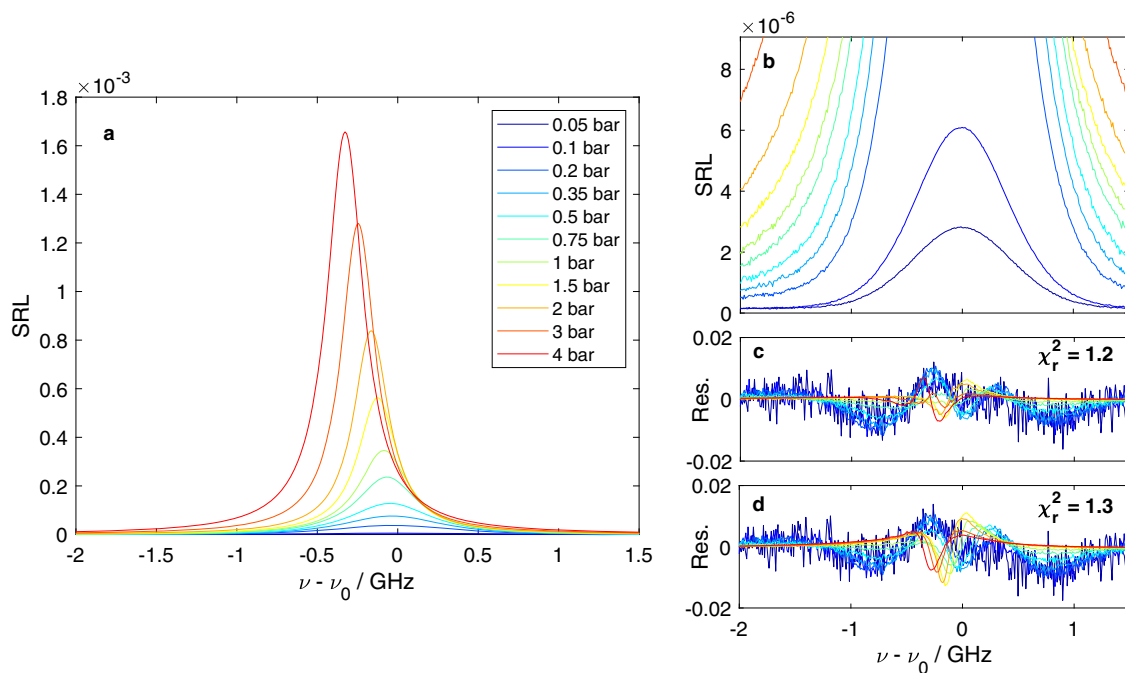 × 10⁻³
1.8
1.6
1.4
1.2
1
0.8
0.6
0.4
0.2
0
SRL
a
0.05 bar
0.1 bar
0.2 bar
0.35 bar
0.5 bar
0.75 bar
1 bar
1.5 bar
2 bar
3 bar
4 bar
-2 -1.5 -1 -0.5 0 0.5 1 1.5
ν - ν₀ / GHz
× 10⁻⁶
8
6
4
2
0
SRL
b
0.02
0
-0.02
Res.
c
χᵣ² = 1.2
0.02
0
-0.02
Res.
d
χᵣ² = 1.3
-2 -1 0 1
ν - ν₀ / GHz